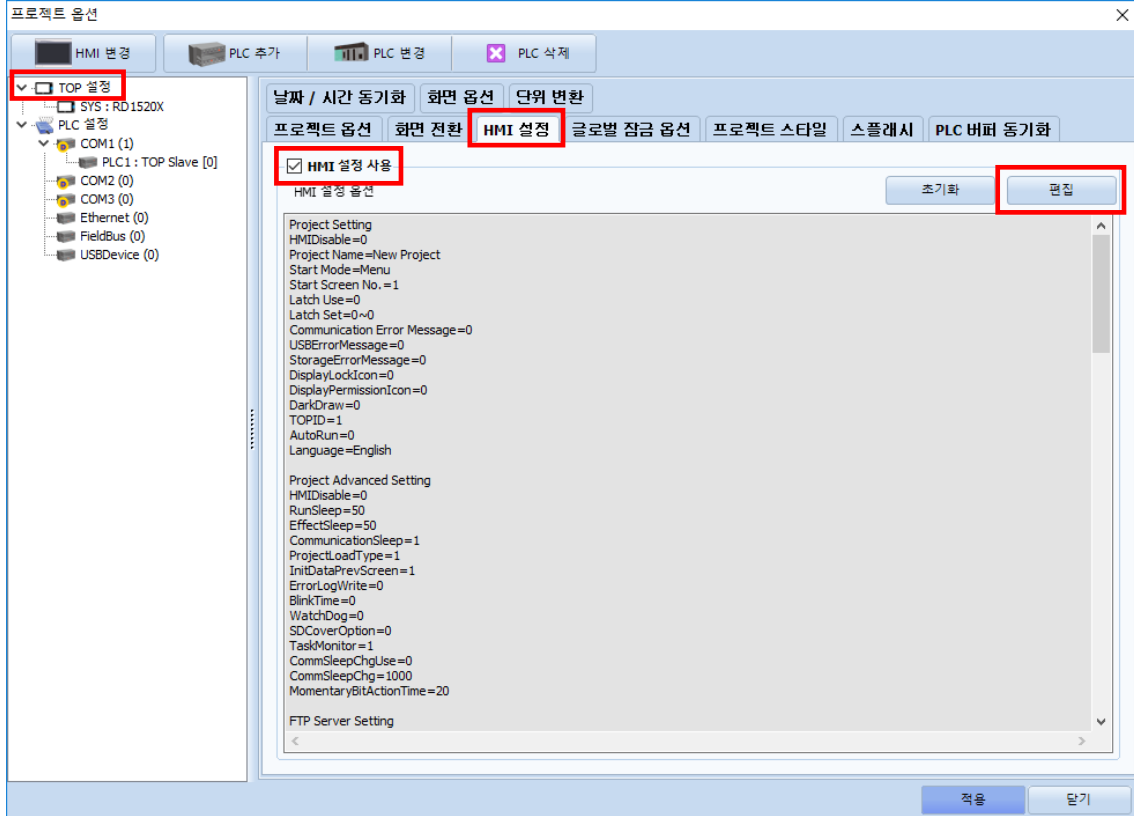 프로젝트 옵션
HMI 변경 PLC 추가 PLC 변경 PLC 삭제
TOP 설정
SYS : RD1520X
PLC 설정
COM1 (1)
PLC1 : TOP Slave [0]
COM2 (0)
COM3 (0)
Ethernet (0)
FieldBus (0)
USBDevice (0)
날짜 / 시간 동기화 화면 옵션 단위 변환
프로젝트 옵션 화면 전환 HMI 설정 글로벌 잠금 옵션 프로젝트 스타일 스플래시 PLC 버퍼 동기화
HMI 설정 사용
HMI 설정 옵션 초기화 편집
Project Setting
HMIDisable=0
Project Name=New Project
Start Mode=Menu
Start Screen No.=1
Latch Use=0
Latch Set=0~0
Communication Error Message=0
USBErrorMessage=0
StorageErrorMessage=0
DisplayLockIcon=0
DisplayPermissionIcon=0
DarkDraw=0
TOPID=1
AutoRun=0
Language=English
Project Advanced Setting
HMIDisable=0
RunSleep=50
EffectSleep=50
CommunicationSleep=1
ProjectLoadType=1
InitDataPrevScreen=1
ErrorLogWrite=0
BlinkTime=0
WatchDog=0
SDCoverOption=0
TaskMonitor=1
CommSleepChgUse=0
CommSleepChg=1000
MomentaryBitActionTime=20
FTP Server Setting
적용 닫기